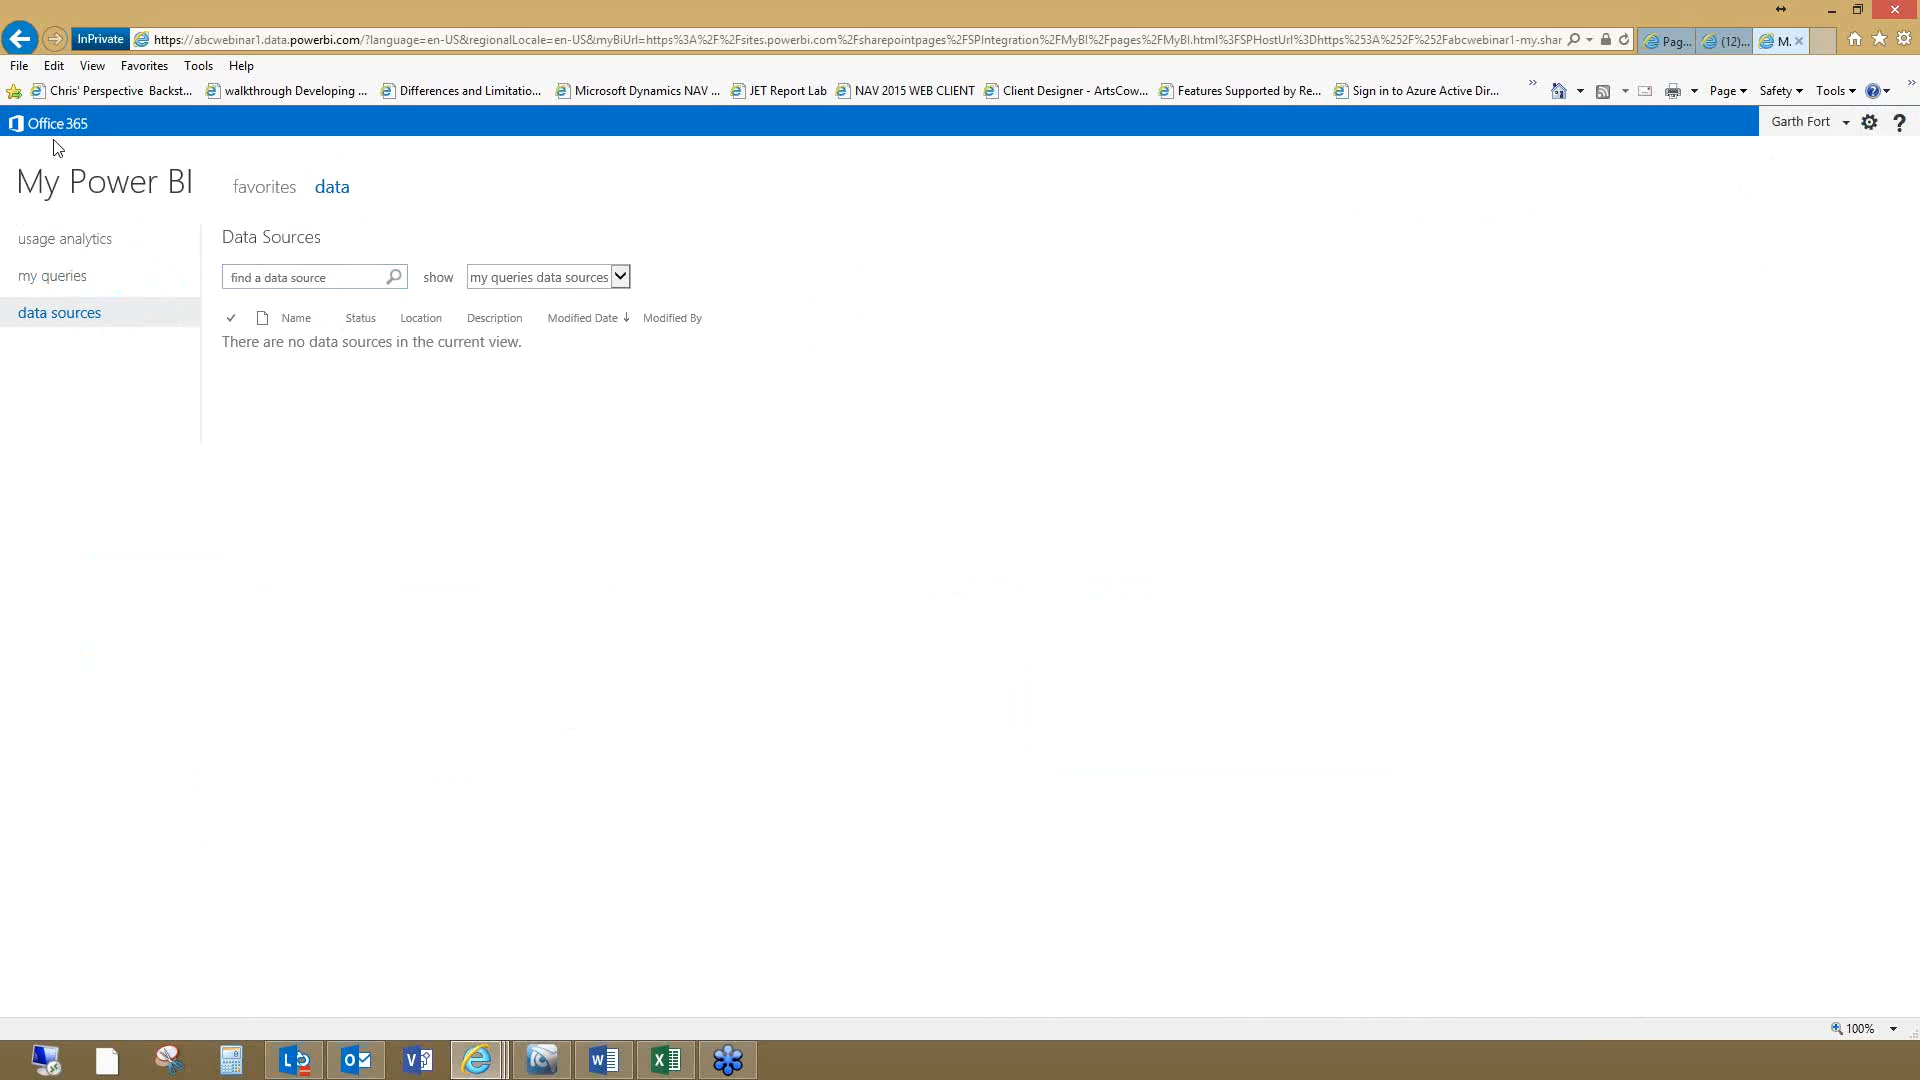 InPrivate https://abcwebinar1.data.powerbi.com/?language=en-US&regionalLocale=en-US&myBiUrl=https%3A%2F%2Fsites.powerbi.com%2Fsharepointpages%2FSPIntegration%2FMyBI%2Fpages%2FMyBI.html%3FSPHostUrl%3Dhttps%253A%252F%252Fabcwebinar1-my.shar Pag... (12)... M.
File Edit View Favorites Tools Help
Chris' Perspective Backst... walkthrough Developing ... Differences and Limitatio... Microsoft Dynamics NAV ... JET Report Lab NAV 2015 WEB CLIENT Client Designer - ArtsCow... Features Supported by Re... Sign in to Azure Active Dir... Page Safety Tools
Office 365 Garth Fort ?
My Power BI favorites data
usage analytics
my queries
data sources
Data Sources
find a data source show my queries data sources
Name Status Location Description Modified Date Modified By
There are no data sources in the current view.
100%